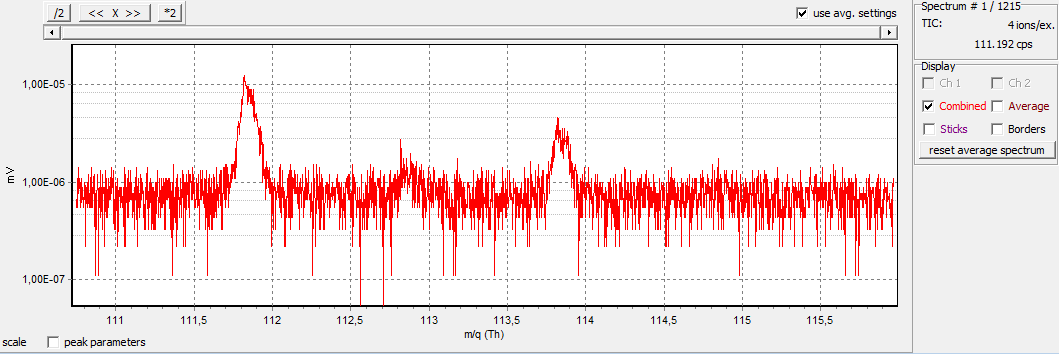 /2
<< X >>
*2
use avg. settings
1,00E-05
1,00E-06
1,00E-07
mV
111
111,5
112
112,5
113
113,5
114
114,5
115
115,5
m/q (Th)
scale
peak parameters
Spectrum # 1 / 1215
TIC:
4 ions/ex.
111.192 cps
Display
Ch 1
Ch 2
Combined
Average
Sticks
Borders
reset average spectrum